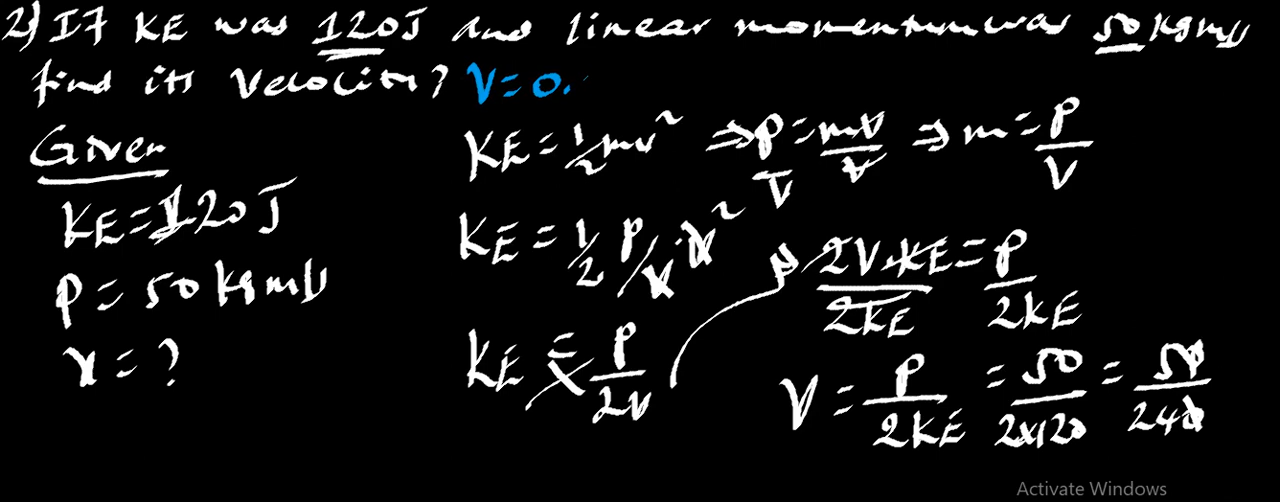 2) If KE was 120J and linear momentum was 50 kgm/s
find its velocity? V=0.
Given
KE=120J
P=50 kgm/s
v=?
KE=1/2mv² ⇒ P/V=mv/v ⇒ m=P/V
KE=1/2 P/v·v²
KE = P/2V
⇒ 2V·KE/2KE=P/2KE
V=P/2KE=50/2x120=50/240
Activate Windows